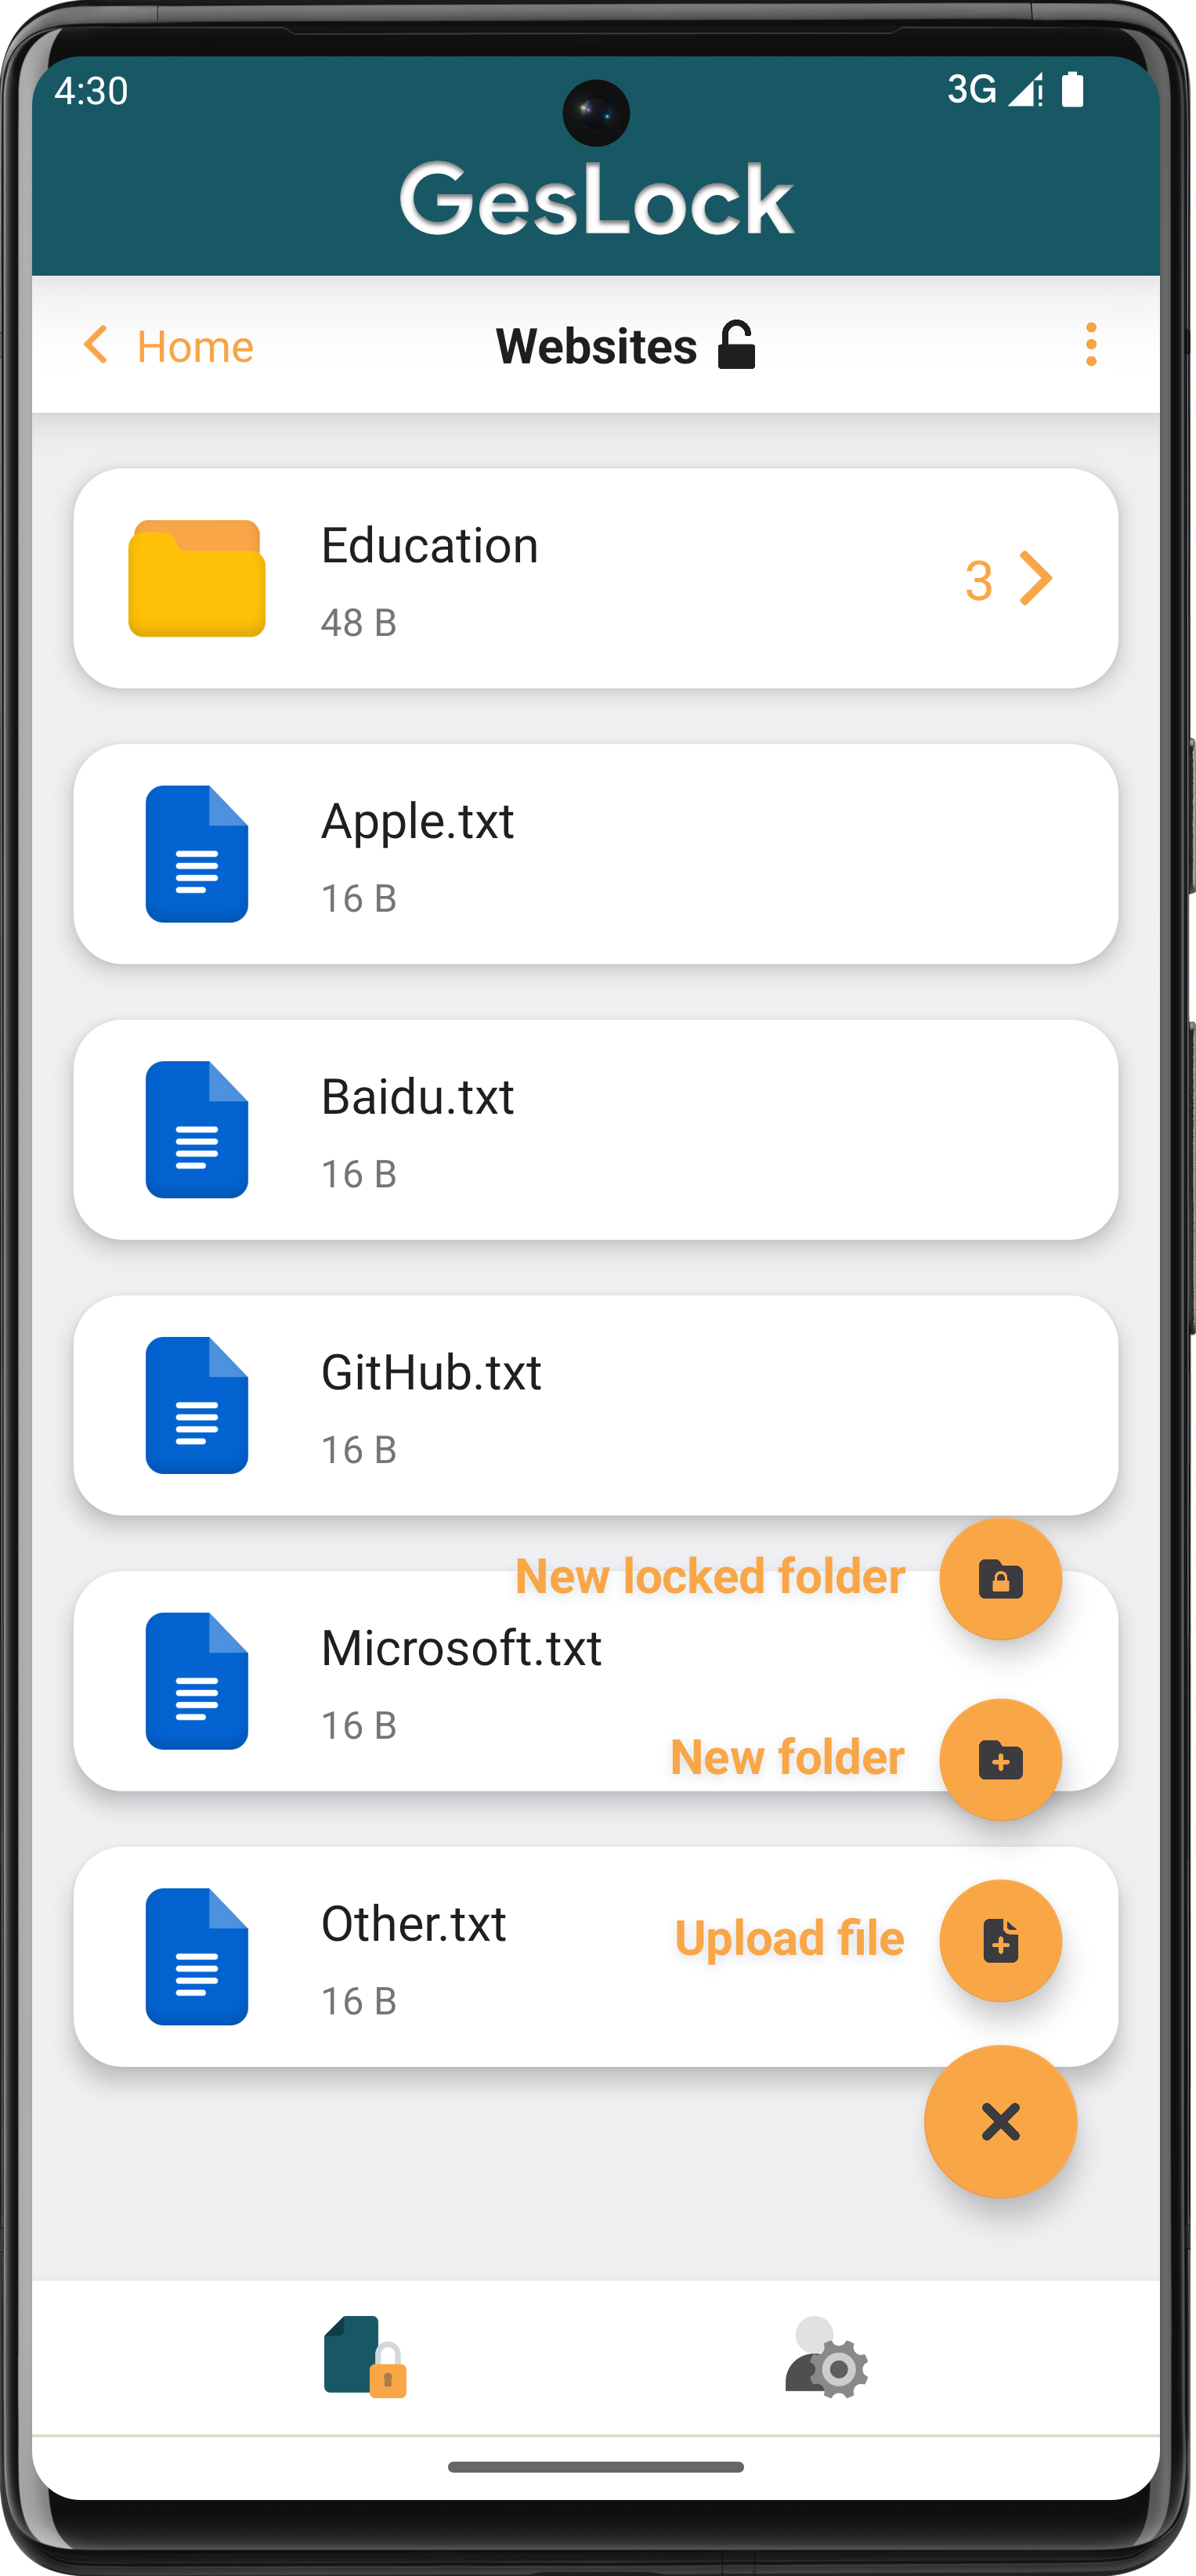 4:30
3G
GesLock
Home
Websites
Education
48 B
3
Apple.txt
16 B
Baidu.txt
16 B
GitHub.txt
16 B
New locked folder
Microsoft.txt
16 B
New folder
Other.txt
Upload file
16 B